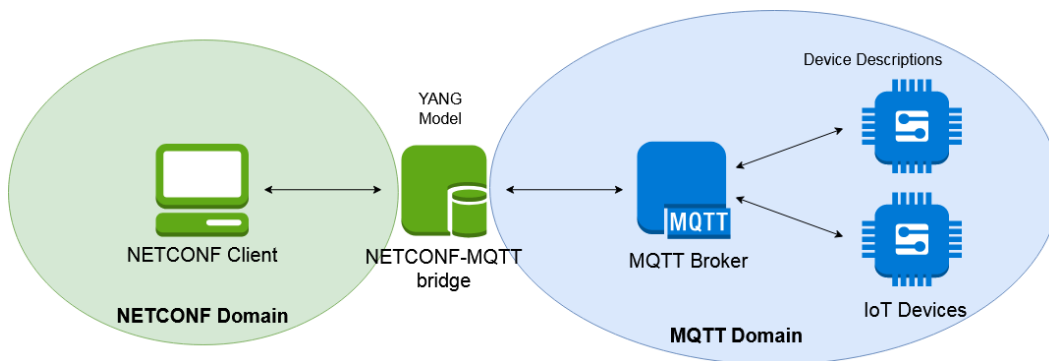 YANG
Model
Device Descriptions
MQTT
NETCONF Client
NETCONF-MQTT
bridge
MQTT Broker
IoT Devices
NETCONF Domain
MQTT Domain